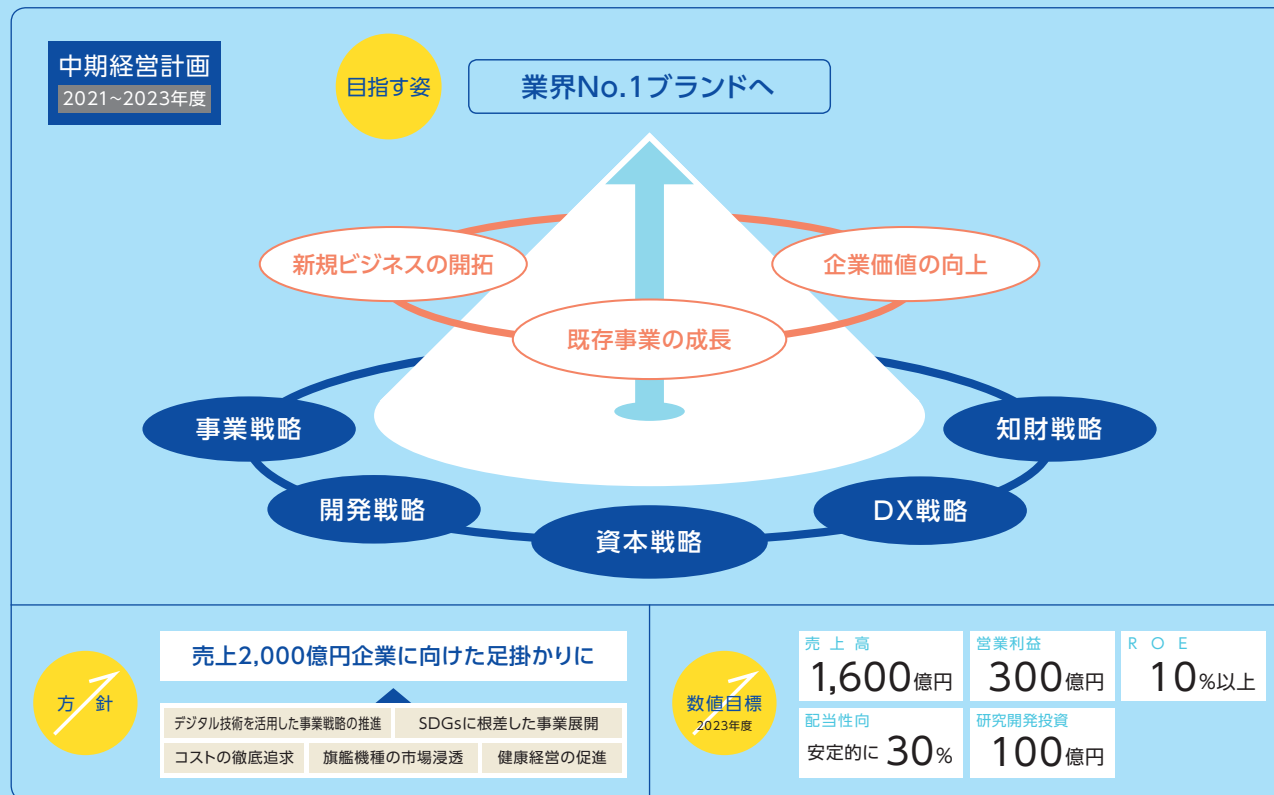 中期経営計画
2021~2023年度
目指す姿
業界No.1ブランドへ
新規ビジネスの開拓
企業価値の向上
既存事業の成長
事業戦略
知財戦略
開発戦略
DX戦略
資本戦略
方 針
売上2,000億円企業に向けた足掛かりに
デジタル技術を活用した事業戦略の推進
SDGsに根差した事業展開
コストの徹底追求
旗艦機種の市場浸透
健康経営の促進
数値目標
2023年度
売 上 高
1,600億円
営業利益
300億円
R O E
10%以上
配当性向
安定的に 30%
研究開発投資
100億円